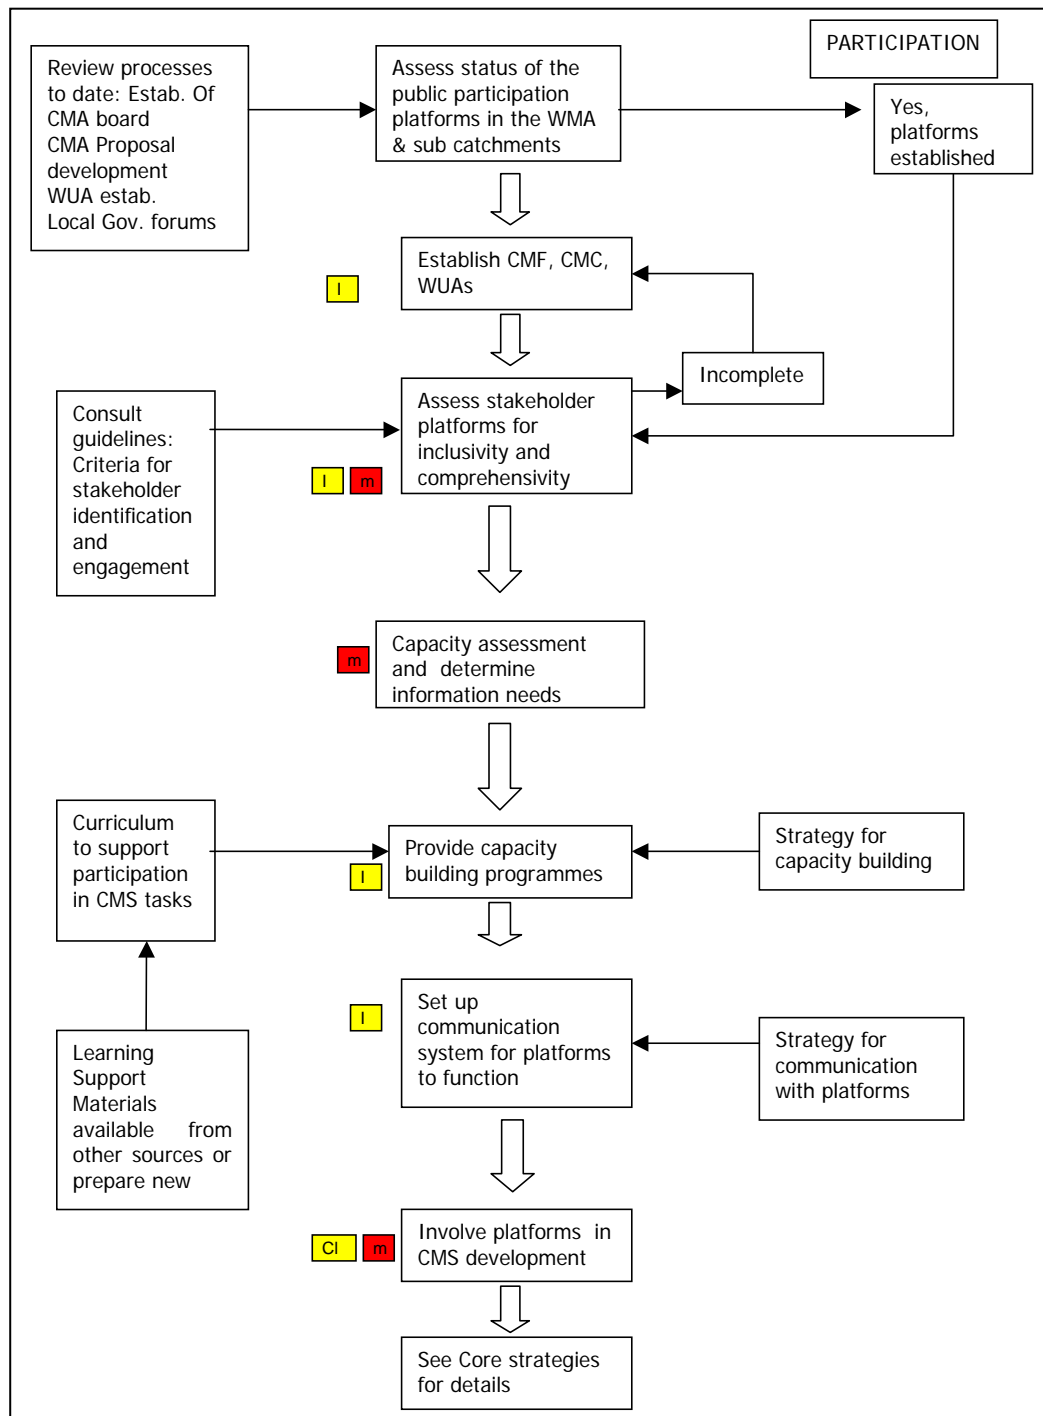 PARTICIPATION
Review processes
to date: Estab. Of
CMA board
CMA Proposal
development
WUA estab.
Local Gov. forums
Assess status of the
public participation
platforms in the WMA
& sub catchments
Yes,
platforms
established
Establish CMF, CMC,
WUAs
I
Incomplete
Consult
guidelines:
Criteria for
stakeholder
identification
and
engagement
Assess stakeholder
platforms for
inclusivity and
comprehensivity
I m
Capacity assessment
and determine
information needs
m
Curriculum
to support
participation
in CMS tasks
Provide capacity
building programmes
I
Strategy for
capacity building
Set up
communication
system for platforms
to function
I
Strategy for
communication
with platforms
Learning
Support
Materials
available from
other sources or
prepare new
Involve platforms in
CMS development
CI m
See Core strategies
for details